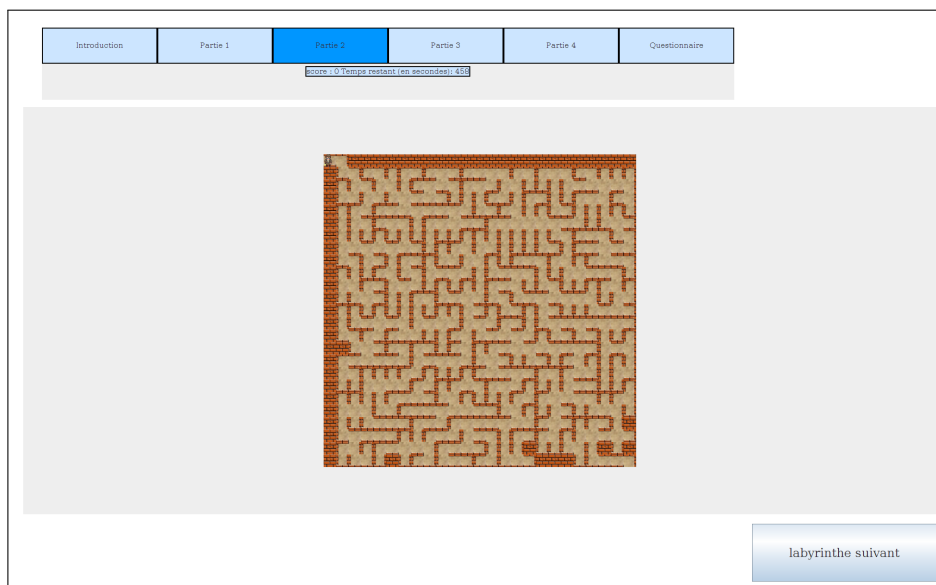 Introduction
Partie 1
Partie 2
Partie 3
Partie 4
Questionnaire
score : 0 Temps restant (en secondes): 458
labyrinthe suivant